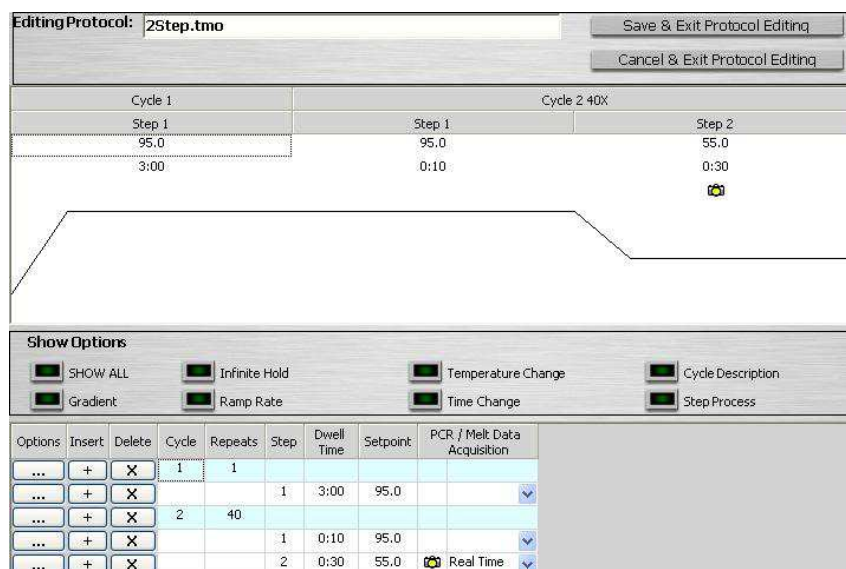 Editing Protocol: 2Step.tmo Save & Exit Protocol Editing
Cancel & Exit Protocol Editing
Cycle 1 Cycle 2 40X
Step 1 Step 1 Step 2
95.0 95.0 55.0
3:00 0:10 0:30
Show Options
SHOW ALL Infinite Hold Temperature Change Cycle Description
Gradient Ramp Rate Time Change Step Process
Options Insert Delete Cycle Repeats Step Dwell Time Setpoint PCR / Melt Data Acquisition
... + X 1 1
... + X 1 3:00 95.0
... + X 2 40
... + X 1 0:10 95.0
... + X 2 0:30 55.0 Real Time